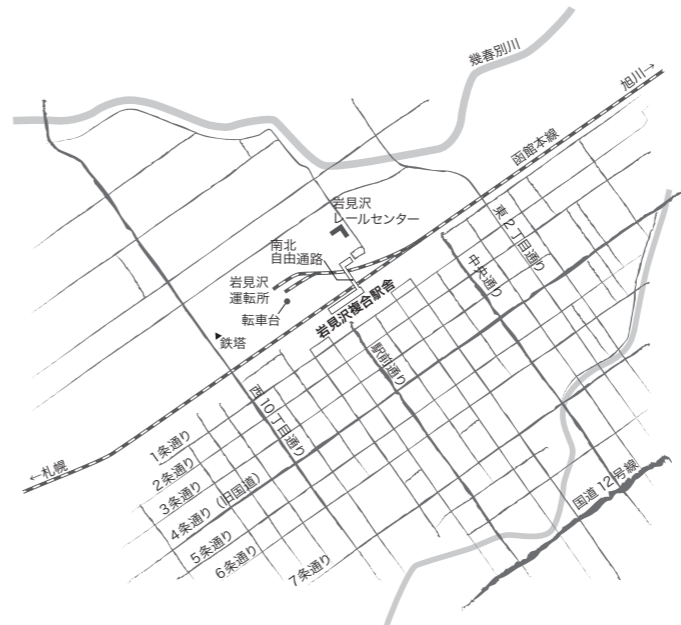 幾春別川
旭川→
函館本線
岩見沢
レールセンター
南北
自由通路
東2丁目通り
中央通り
岩見沢
運転所
転車台
岩見沢複合駅舎
鉄塔
駅前通り
西10丁目通り
←札幌
1条通り
2条通り
3条通り
4条通り（旧国道）
5条通り
6条通り
7条通り
国道12号線